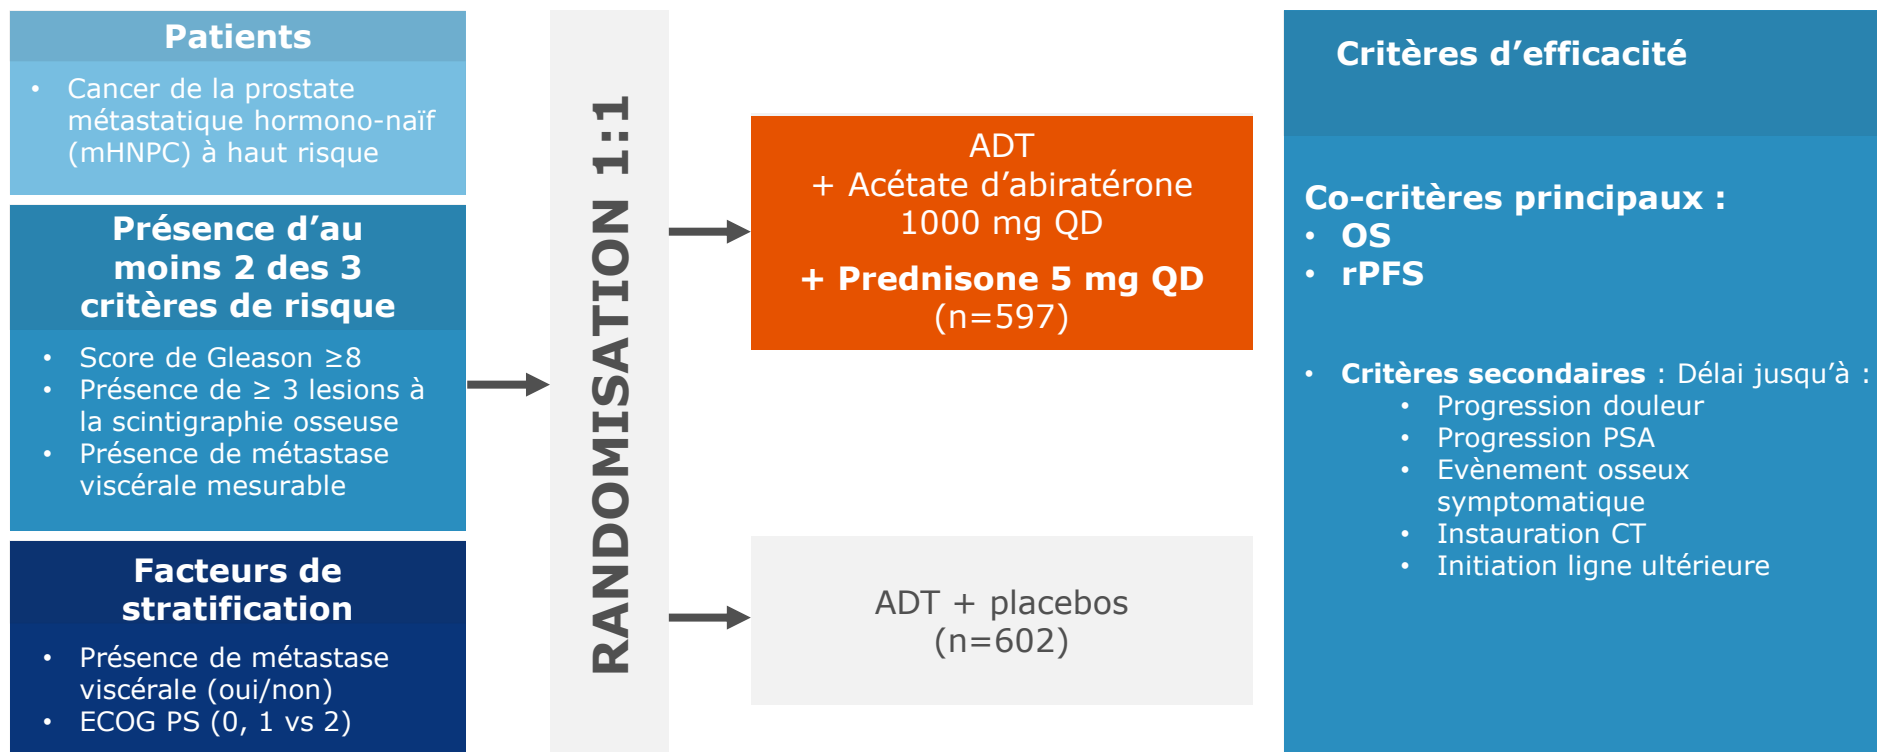 Patients
• Cancer de la prostate
métastatique hormono-naïf
(mHNPC) à haut risque
Présence d’au
moins 2 des 3
critères de risque
• Score de Gleason ≥8
• Présence de ≥ 3 lesions à
la scintigraphie osseuse
• Présence de métastase
viscérale mesurable
Facteurs de
stratification
• Présence de métastase
viscérale (oui/non)
• ECOG PS (0, 1 vs 2)
RANDOMISATION 1:1
ADT
+ Acétate d’abiratérone
1000 mg QD
+ Prednisone 5 mg QD
(n=597)
ADT + placebos
(n=602)
Critères d’efficacité
Co-critères principaux :
• OS
• rPFS
• Critères secondaires : Délai jusqu’à :
• Progression douleur
• Progression PSA
• Evènement osseux
symptomatique
• Instauration CT
• Initiation ligne ultérieure